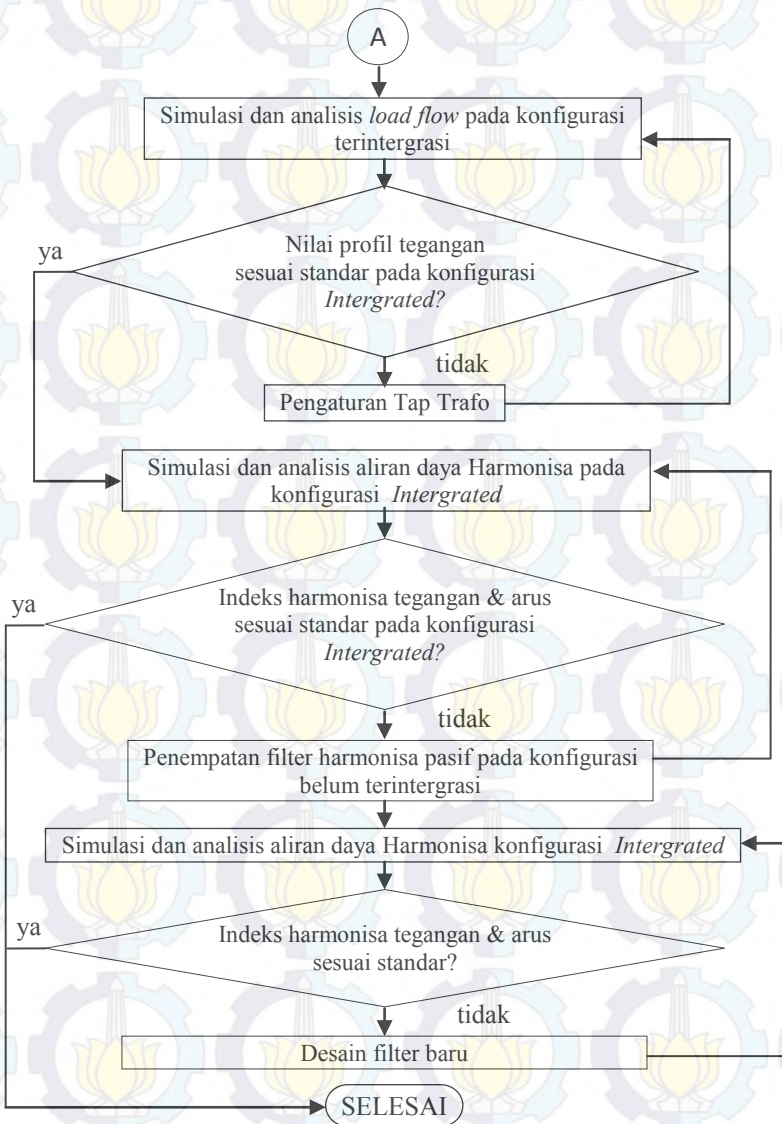 A
Simulasi dan analisis load flow pada konfigurasi
terintergrasi
ya
Nilai profil tegangan
sesuai standar pada konfigurasi
Intergrated?
tidak
Pengaturan Tap Trafo
Simulasi dan analisis aliran daya Harmonisa pada
konfigurasi Intergrated
ya
Indeks harmonisa tegangan & arus
sesuai standar pada konfigurasi
Intergrated?
tidak
Penempatan filter harmonisa pasif pada konfigurasi
belum terintergrasi
Simulasi dan analisis aliran daya Harmonisa konfigurasi Intergrated
ya
Indeks harmonisa tegangan & arus
sesuai standar?
tidak
Desain filter baru
SELESAI